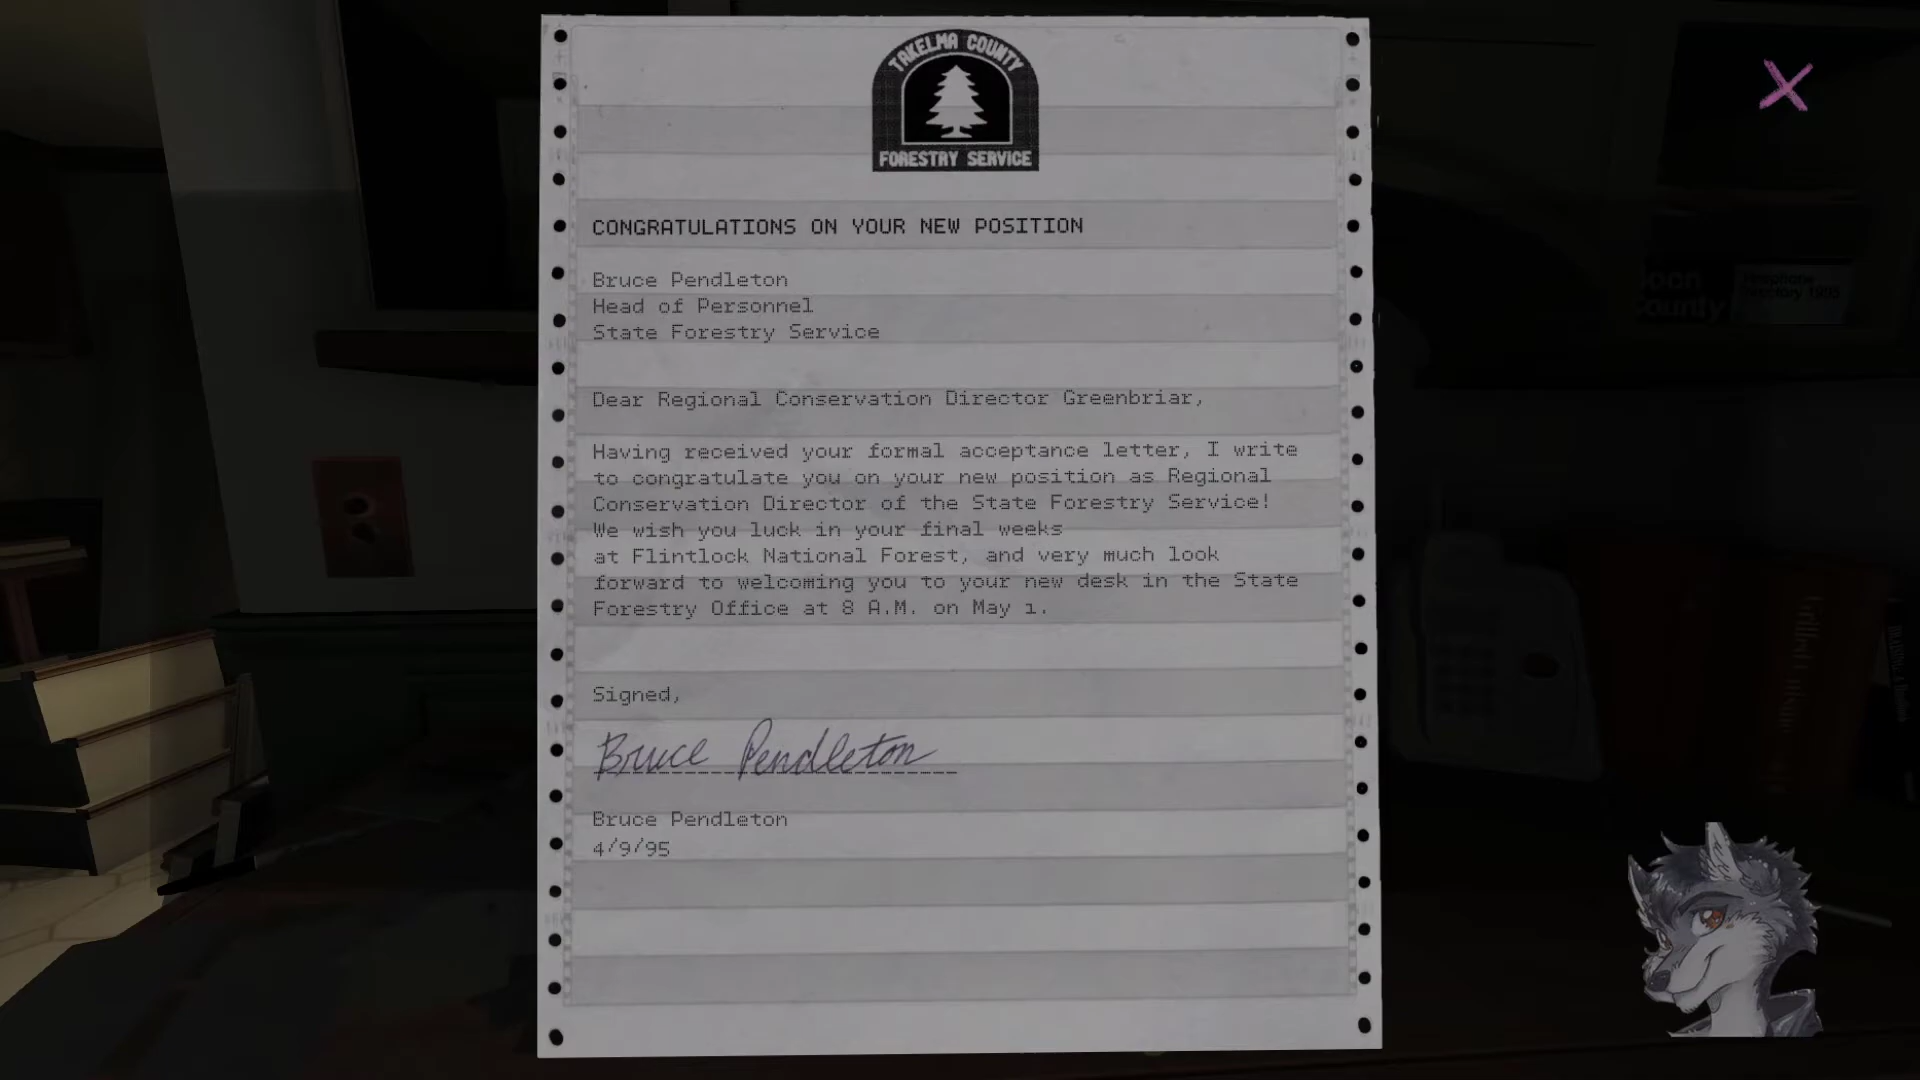 TAKELMA COUNTY
FORESTRY SERVICE
CONGRATULATIONS ON YOUR NEW POSITION
Bruce Pendleton
Head of Personnel
State Forestry Service
Dear Regional Conservation Director Greenbriar,
Having received your formal acceptance letter, I write
to congratulate you on your new position as Regional
Conservation Director of the State Forestry Service!
We wish you luck in your final weeks
at Flintlock National Forest, and very much look
forward to welcoming you to your new desk in the State
Forestry Office at 8 A.M. on May 1.
Signed,
Bruce Pendleton
Bruce Pendleton
4/9/95
County
Telephone
Directory 1995